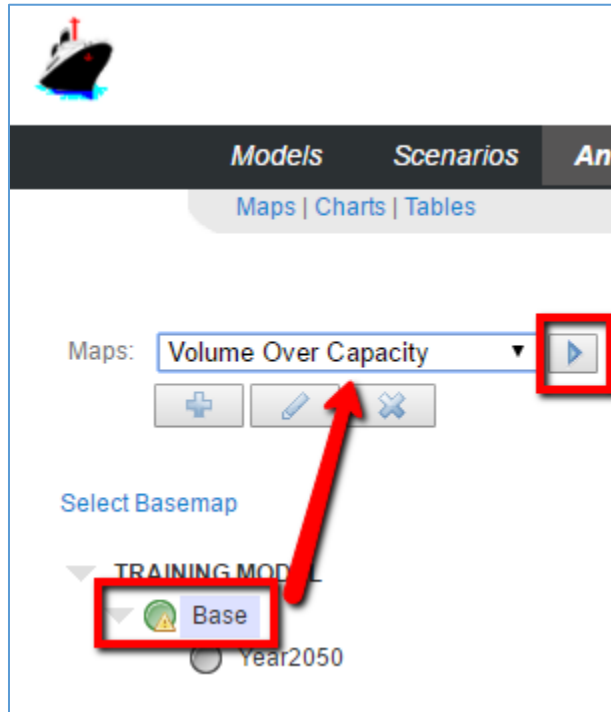 Models Scenarios An
Maps | Charts | Tables
Maps: Volume Over Capacity
Select Basemap
TRAINING MODEL
Base
Year2050